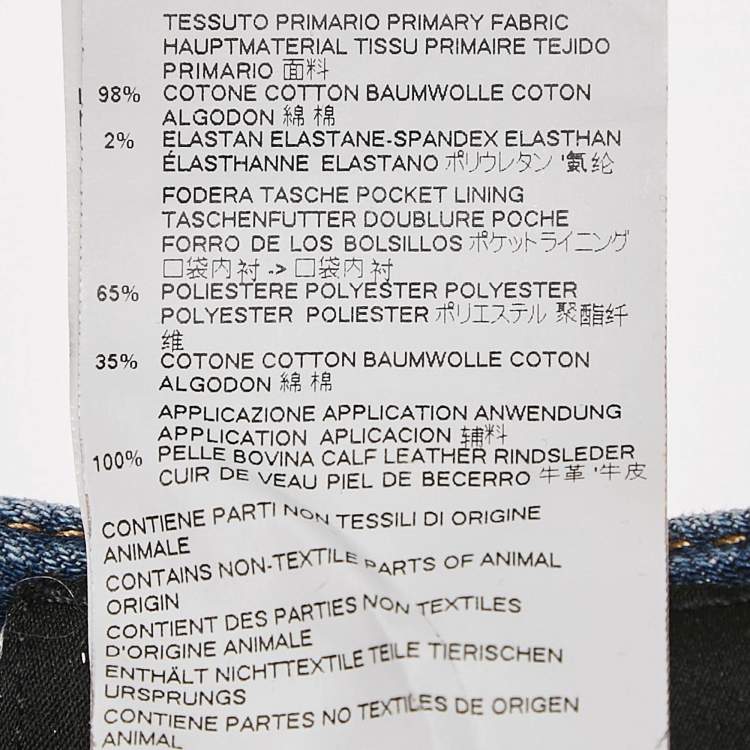 TESSUTO PRIMARIO PRIMARY FABRIC
HAUPTMATERIAL TISSU PRIMAIRE TEJIDO
PRIMARIO 面料
98% COTONE COTTON BAUMWOLLE COTON
ALGODON 綿 棉
2% ELASTAN ELASTANE-SPANDEX ELASTHAN
ÉLASTHANNE ELASTANO ポリウレタン '氨纶
FODERA TASCHE POCKET LINING
TASCHENFUTTER DOUBLURE POCHE
FORRO DE LOS BOLSILLOS ポケットライニング
口袋内衬 -> 口袋内衬
65% POLIESTERE POLYESTER POLYESTER
POLYESTER POLIESTER ポリエステル 聚酯纤
维
35% COTONE COTTON BAUMWOLLE COTON
ALGODON 綿 棉
APPLICAZIONE APPLICATION ANWENDUNG
APPLICATION APLICACION 辅料
100% PELLE BOVINA CALF LEATHER RINDSLEDER
CUIR DE VEAU PIEL DE BECERRO 牛革 '牛皮
CONTIENE PARTI NON TESSILI DI ORIGINE
ANIMALE
CONTAINS NON-TEXTILE PARTS OF ANIMAL
ORIGIN
CONTIENT DES PARTIES NON TEXTILES
D'ORIGINE ANIMALE
ENTHÄLT NICHTTEXTILE TEILE TIERISCHEN
URSPRUNGS
CONTIENE PARTES NO TEXTILES DE ORIGEN
ANIMAL